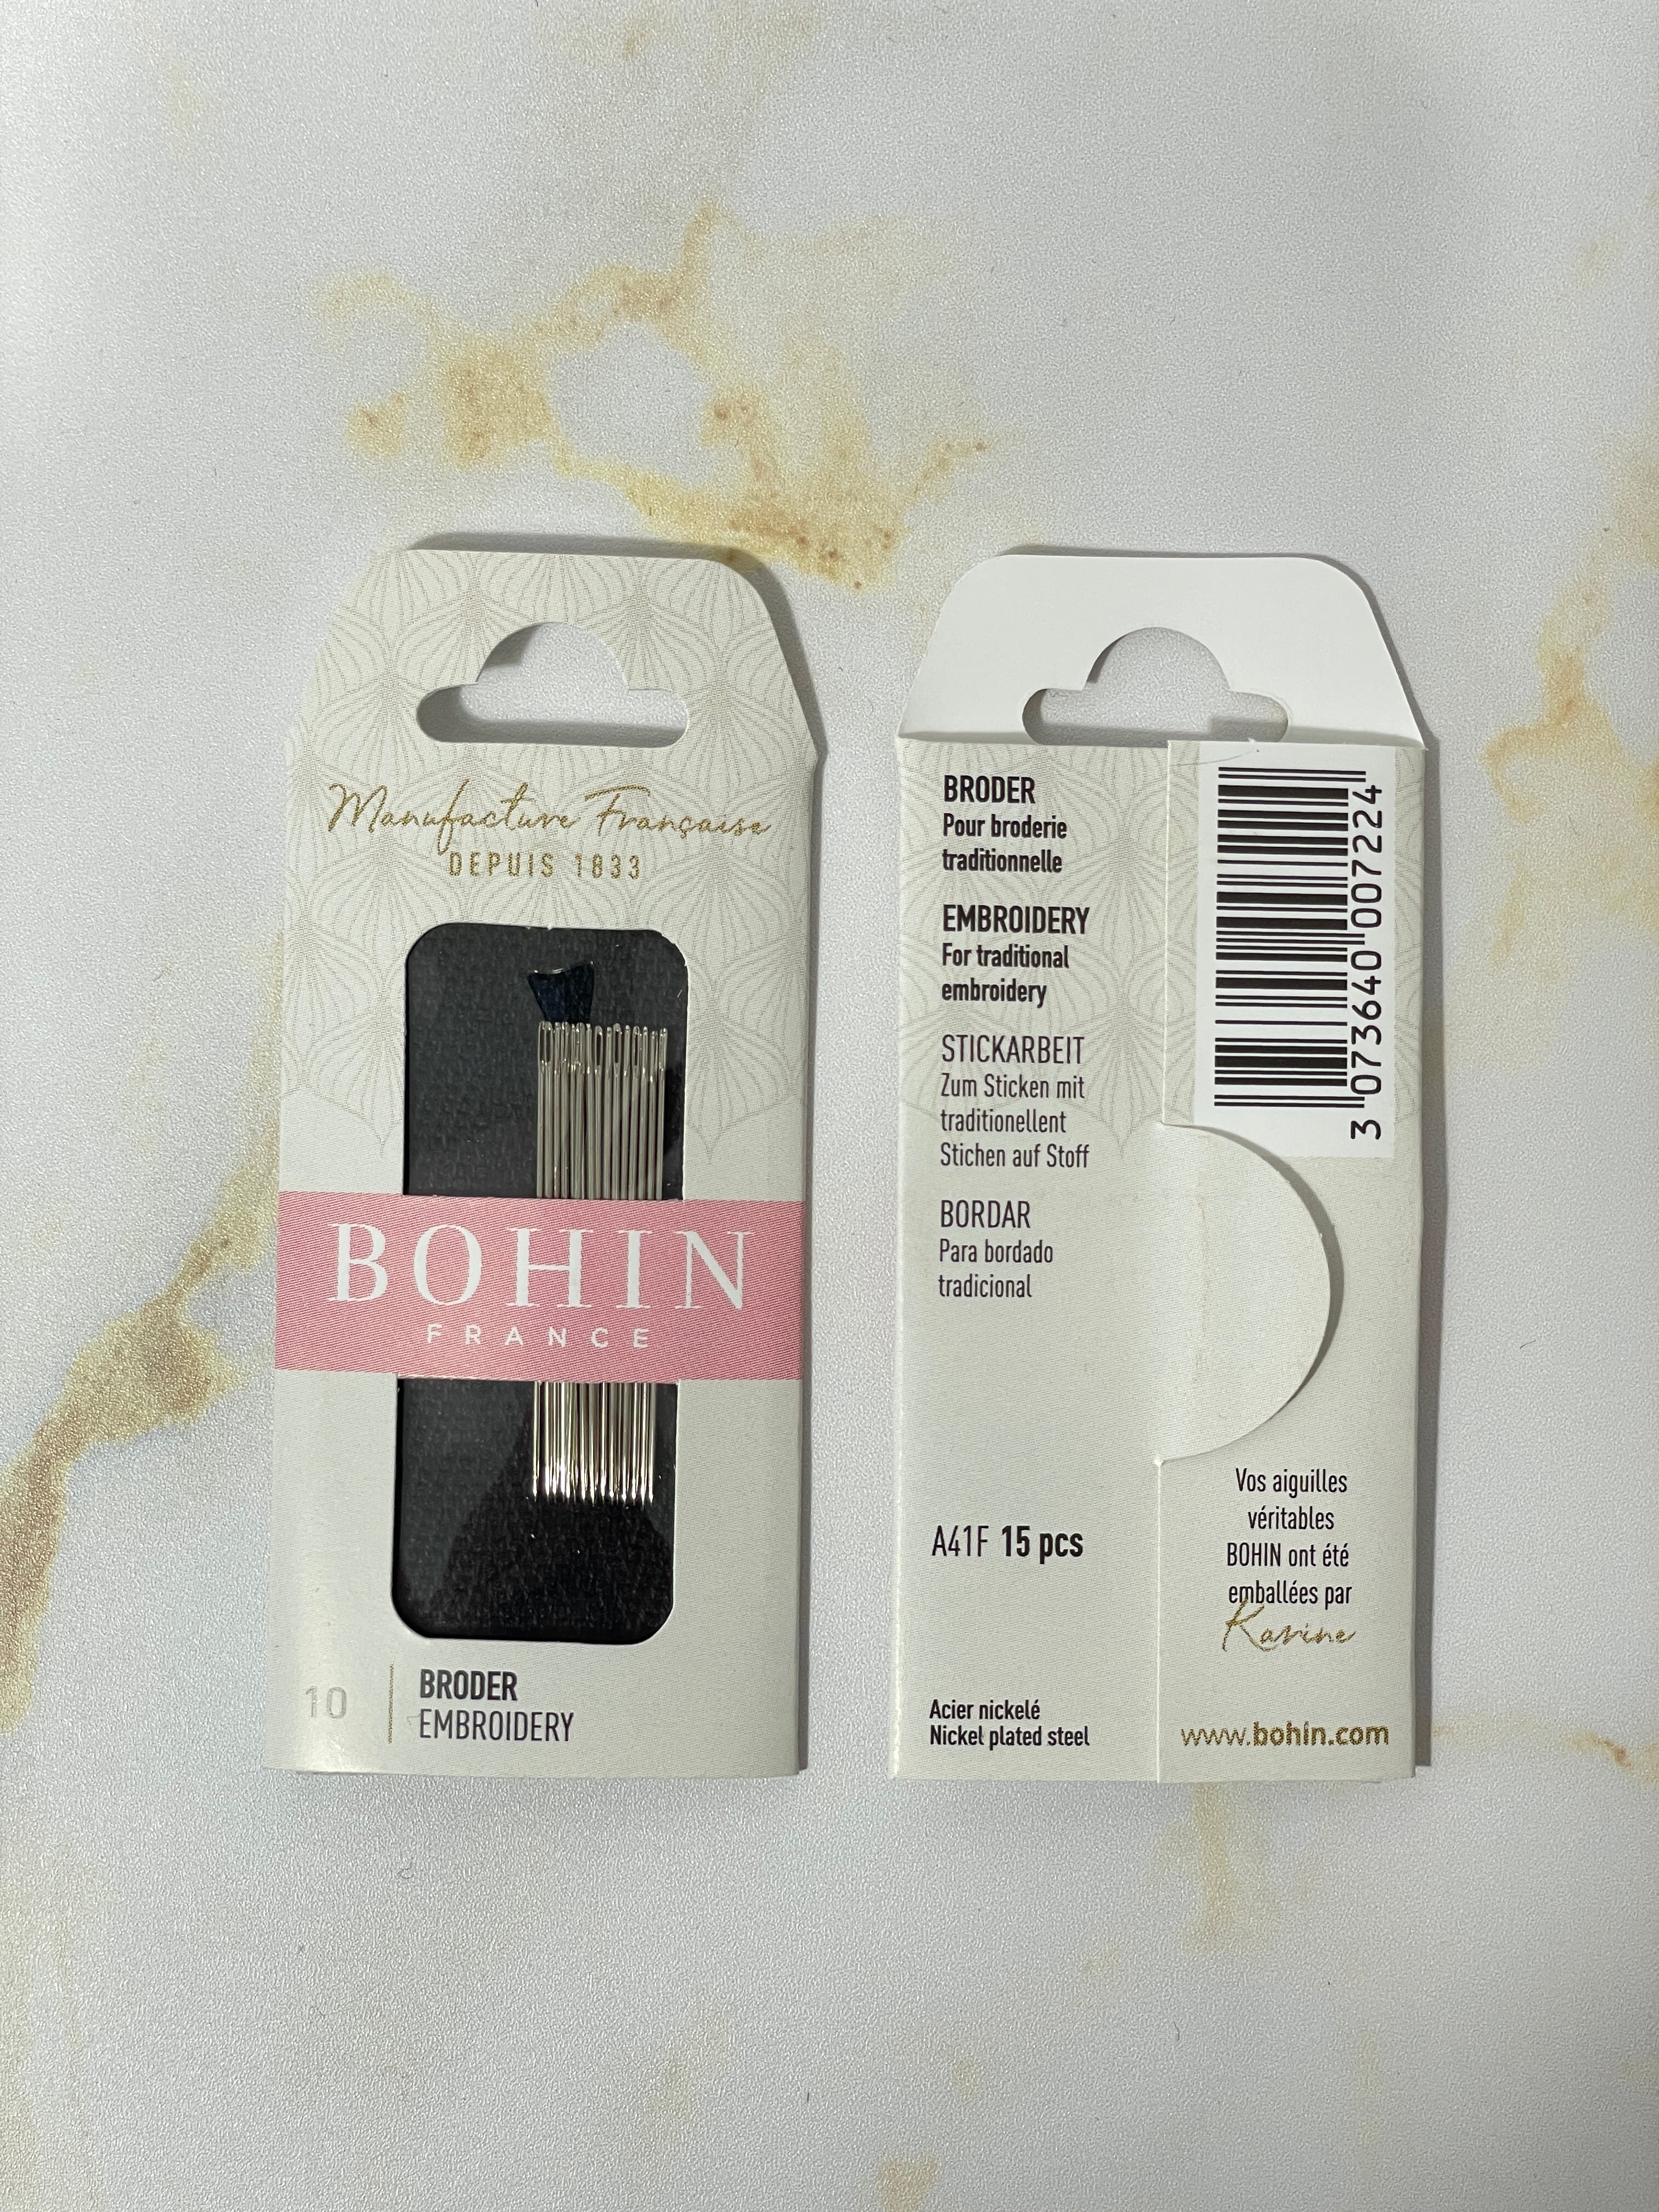 Manufacture Française
DEPUIS 1833
BOHIN
FRANCE
10
BRODER
EMBROIDERY
BRODER
Pour broderie
traditionnelle
EMBROIDERY
For traditional
embroidery
STICKARBEIT
Zum Sticken mit
traditionellent
Stichen auf Stoff
BORDAR
Para bordado
tradicional
A41F 15 pcs
Acier nickelé
Nickel plated steel
3 073640 007224
Vos aiguilles
véritables
BOHIN ont été
emballées par
Karine
www.bohin.com